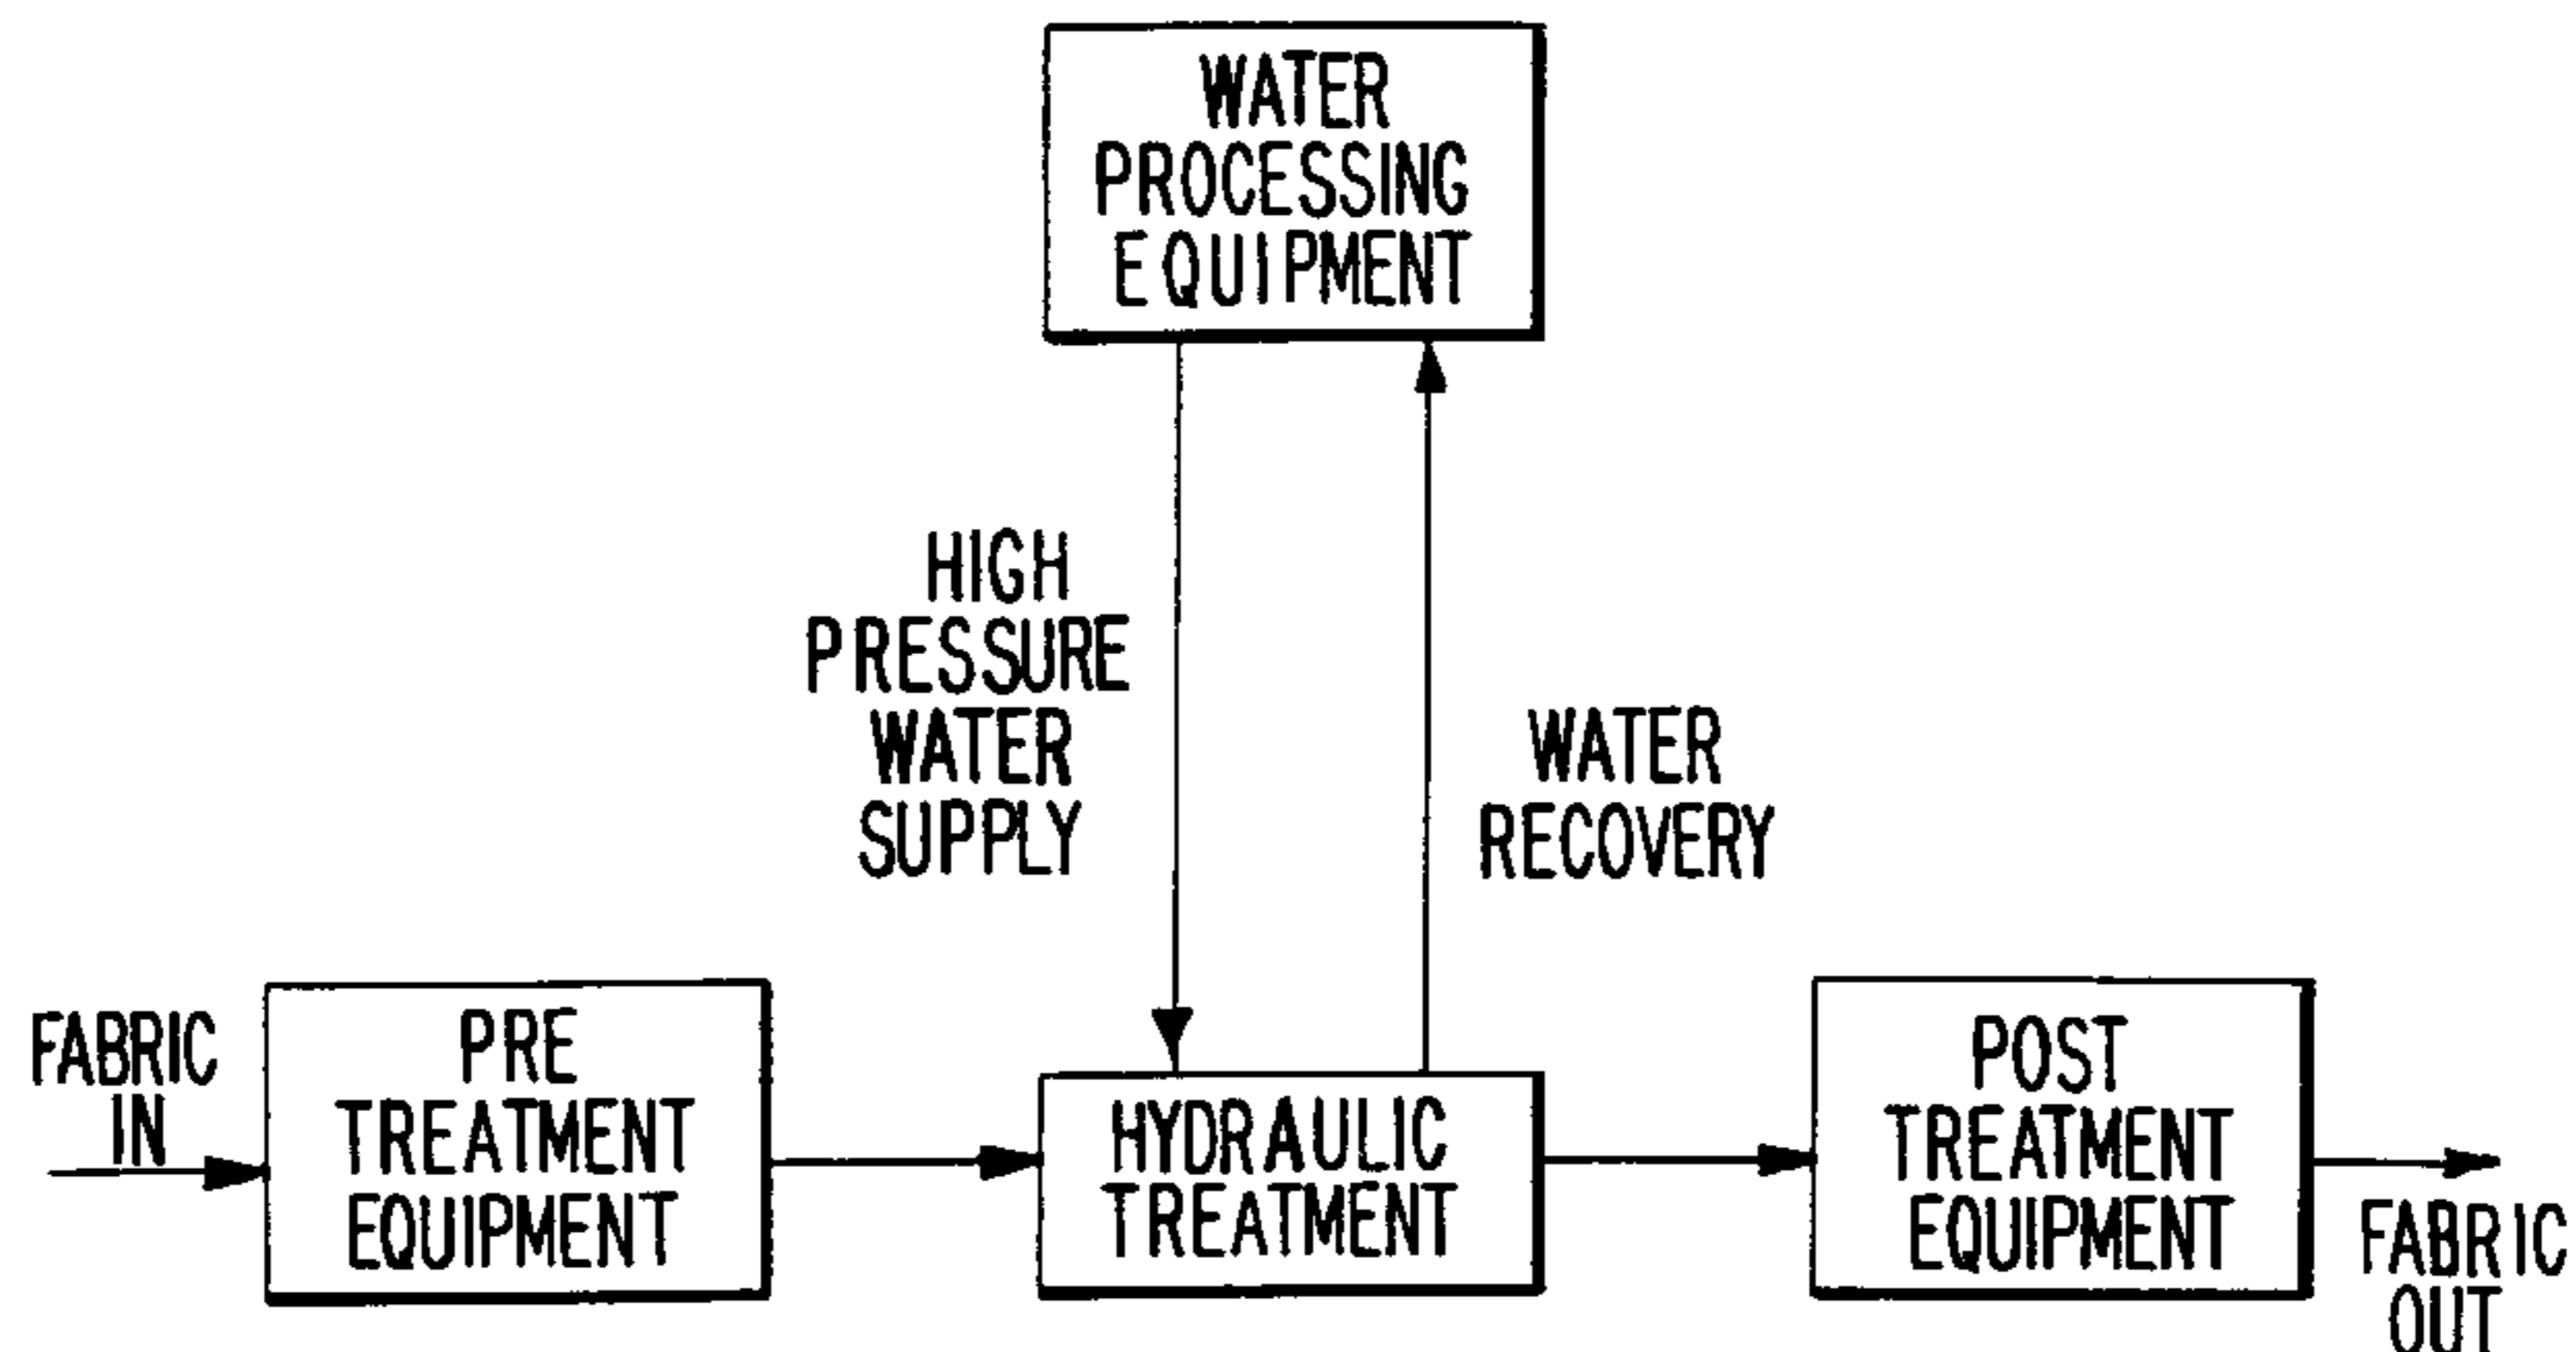 WATER
PROCESSING
EQUIPMENT
HIGH
PRESSURE
WATER
SUPPLY
WATER
RECOVERY
FABRIC
IN
PRE
TREATMENT
EQUIPMENT
HYDRAULIC
TREATMENT
POST
TREATMENT
EQUIPMENT
FABRIC
OUT